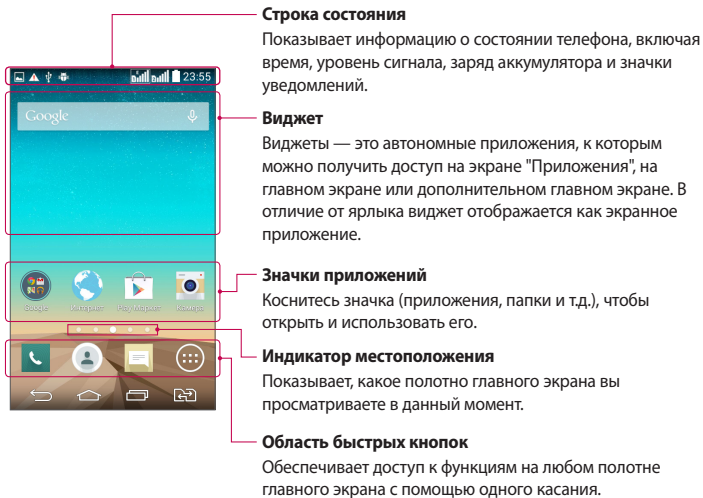 Строка состояния
Показывает информацию о состоянии телефона, включая
время, уровень сигнала, заряд аккумулятора и значки
уведомлений.
23:55
Google
Виджет
Виджеты — это автономные приложения, к которым
можно получить доступ на экране "Приложения", на
главном экране или дополнительном главном экране. В
отличие от ярлыка виджет отображается как экранное
приложение.
Значки приложений
Коснитесь значка (приложения, папки и т.д.), чтобы
открыть и использовать его.
Google Интернет Play Маркет Камера
Индикатор местоположения
Показывает, какое полотно главного экрана вы
просматриваете в данный момент.
Область быстрых кнопок
Обеспечивает доступ к функциям на любом полотне
главного экрана с помощью одного касания.